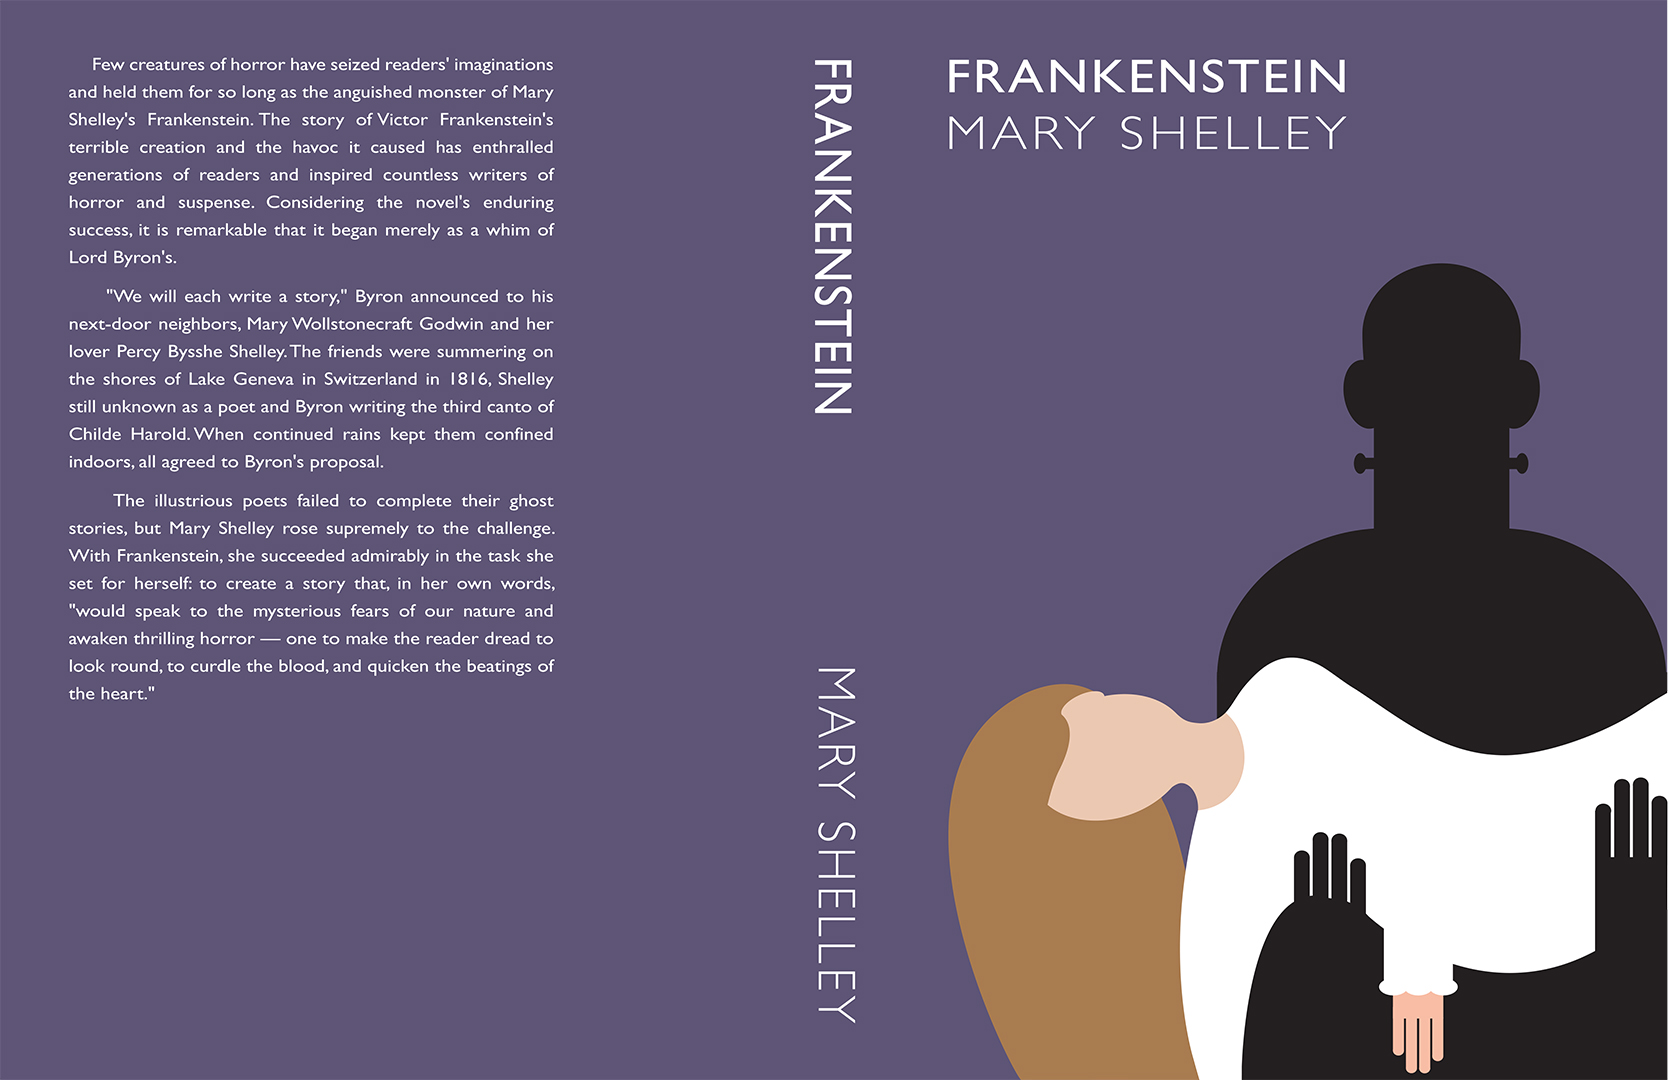 Few creatures of horror have seized readers' imaginations
and held them for so long as the anguished monster of Mary
Shelley's Frankenstein. The story of Victor Frankenstein's
terrible creation and the havoc it caused has enthralled
generations of readers and inspired countless writers of
horror and suspense. Considering the novel's enduring
success, it is remarkable that it began merely as a whim of
Lord Byron's.
"We will each write a story," Byron announced to his
next-door neighbors, Mary Wollstonecraft Godwin and her
lover Percy Bysshe Shelley. The friends were summering on
the shores of Lake Geneva in Switzerland in 1816, Shelley
still unknown as a poet and Byron writing the third canto of
Childe Harold. When continued rains kept them confined
indoors, all agreed to Byron's proposal.
The illustrious poets failed to complete their ghost
stories, but Mary Shelley rose supremely to the challenge.
With Frankenstein, she succeeded admirably in the task she
set for herself: to create a story that, in her own words,
"would speak to the mysterious fears of our nature and
awaken thrilling horror — one to make the reader dread to
look round, to curdle the blood, and quicken the beatings of
the heart."
FRANKENSTEIN
MARY SHELLEY
FRANKENSTEIN
MARY SHELLEY